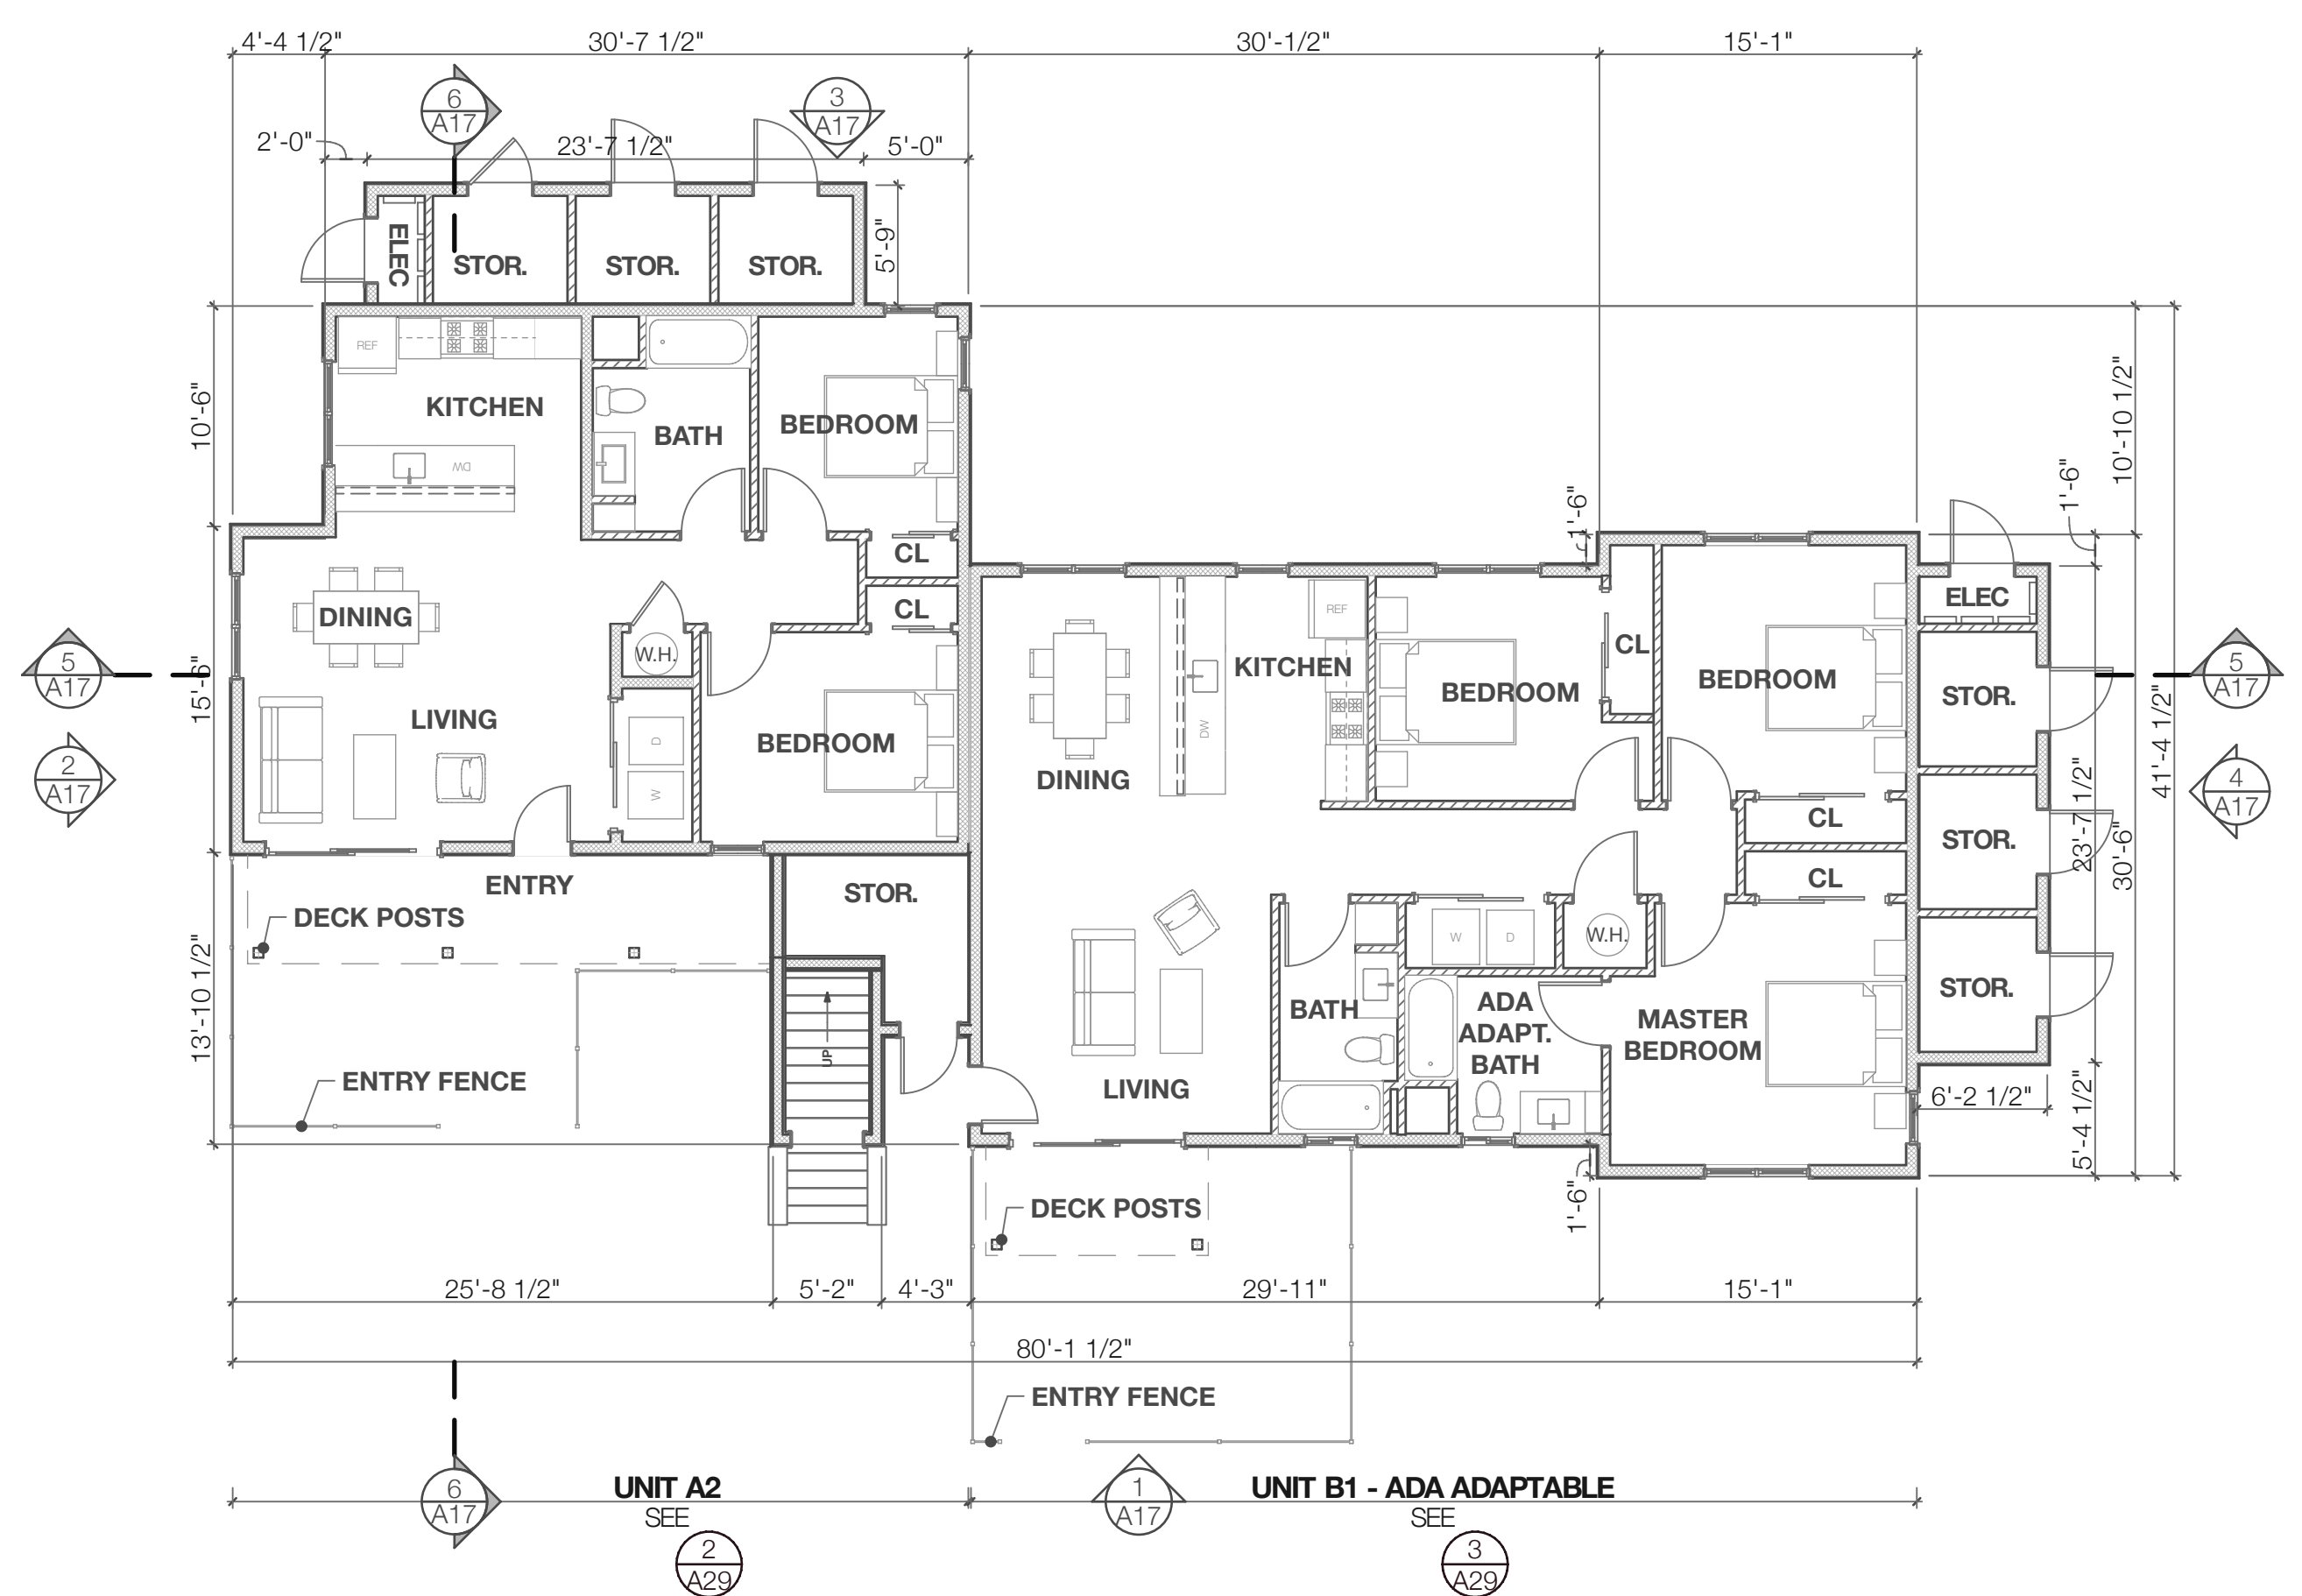 4'-4 1/2" 30'-7 1/2" 30'-1/2" 15'-1"
6
A17
3
A17
2'-0" 23'-7 1/2" 5'-0"
ELEC STOR. STOR. STOR. 5'-9"
10'-6" REF KITCHEN DW BATH BEDROOM 10'-10 1/2"
1'-6" 1'-6"
CL
CL
DINING W.H. REF KITCHEN CL BEDROOM ELEC
5
A17
15'-6" LIVING D W BEDROOM
DINING DW BEDROOM STOR.
5
A17
2
A17
4
A17
41'-4 1/2"
CL STOR.
23'-7 1/2" 30'-6"
CL
ENTRY STOR.
DECK POSTS
W D W.H.
13'-10 1/2" UP
BATH
ADA
ADAPT.
BATH
MASTER
BEDROOM
STOR.
ENTRY FENCE LIVING
6'-2 1/2" 5'-4 1/2"
DECK POSTS 1'-6"
25'-8 1/2" 5'-2" 4'-3" 29'-11" 15'-1"
80'-1 1/2"
ENTRY FENCE
6
A17
UNIT A2
SEE
2
A29
1
A17
UNIT B1 - ADA ADAPTABLE
SEE
3
A29